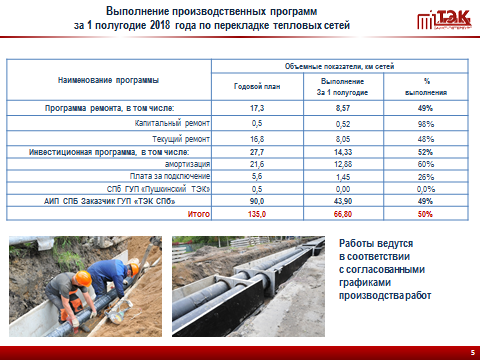 Выполнение производственных программ
за 1 полугодие 2018 года по перекладке тепловых сетей
ТЭК
Наименование программы
Объемные показатели, км сетей
Годовой план
Выполнение
За 1 полугодие
%
выполнения
Программа ремонта, в том числе: 17,3 8,57 49%
Капитальный ремонт 0,5 0,52 98%
Текущий ремонт 16,8 8,05 48%
Инвестиционная программа, в том числе: 27,7 14,33 52%
амортизация 21,6 12,88 60%
Плата за подключение 5,6 1,45 26%
СПб ГУП «Пушкинский ТЭК» 0,5 0,00 0,0%
АИП СПБ Заказчик ГУП «ТЭК СПб» 90,0 43,90 49%
Итого 135,0 66,80 50%
Работы ведутся
в соответствии
с согласованными
графиками
производства работ
5